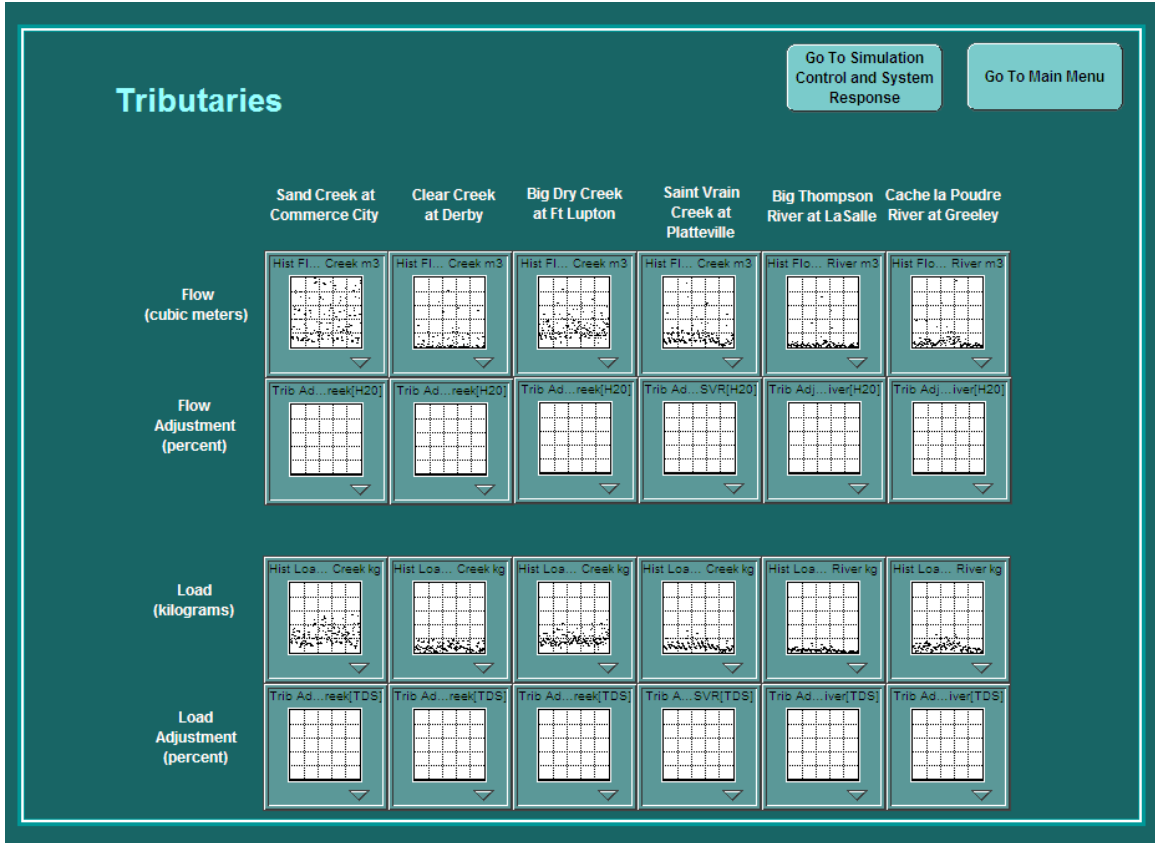 Go To Simulation
Control and System
Response
Go To Main Menu
Tributaries
Sand Creek at
Commerce City
Clear Creek
at Derby
Big Dry Creek
at Ft Lupton
Saint Vrain
Creek at
Platteville
Big Thompson
River at LaSalle
Cache la Poudre
River at Greeley
Flow
(cubic meters)
Hist Fl... Creek m3
Hist Fl... Creek m3
Hist Fl... Creek m3
Hist Fl... Creek m3
Hist Flo... River m3
Hist Flo... River m3
Flow
Adjustment
(percent)
Trib Ad...reek[H20]
Trib Ad...reek[H20]
Trib Ad...reek[H20]
Trib Ad...SVR[H20]
Trib Adj...iver[H20]
Trib Adj...iver[H20]
Load
(kilograms)
Hist Loa... Creek kg
Hist Loa... Creek kg
Hist Loa... Creek kg
Hist Loa... Creek kg
Hist Loa... River kg
Hist Loa... River kg
Load
Adjustment
(percent)
Trib Ad...reek[TDS]
Trib Ad...reek[TDS]
Trib Ad...reek[TDS]
Trib A...SVR[TDS]
Trib Ad...iver[TDS]
Trib Ad...iver[TDS]